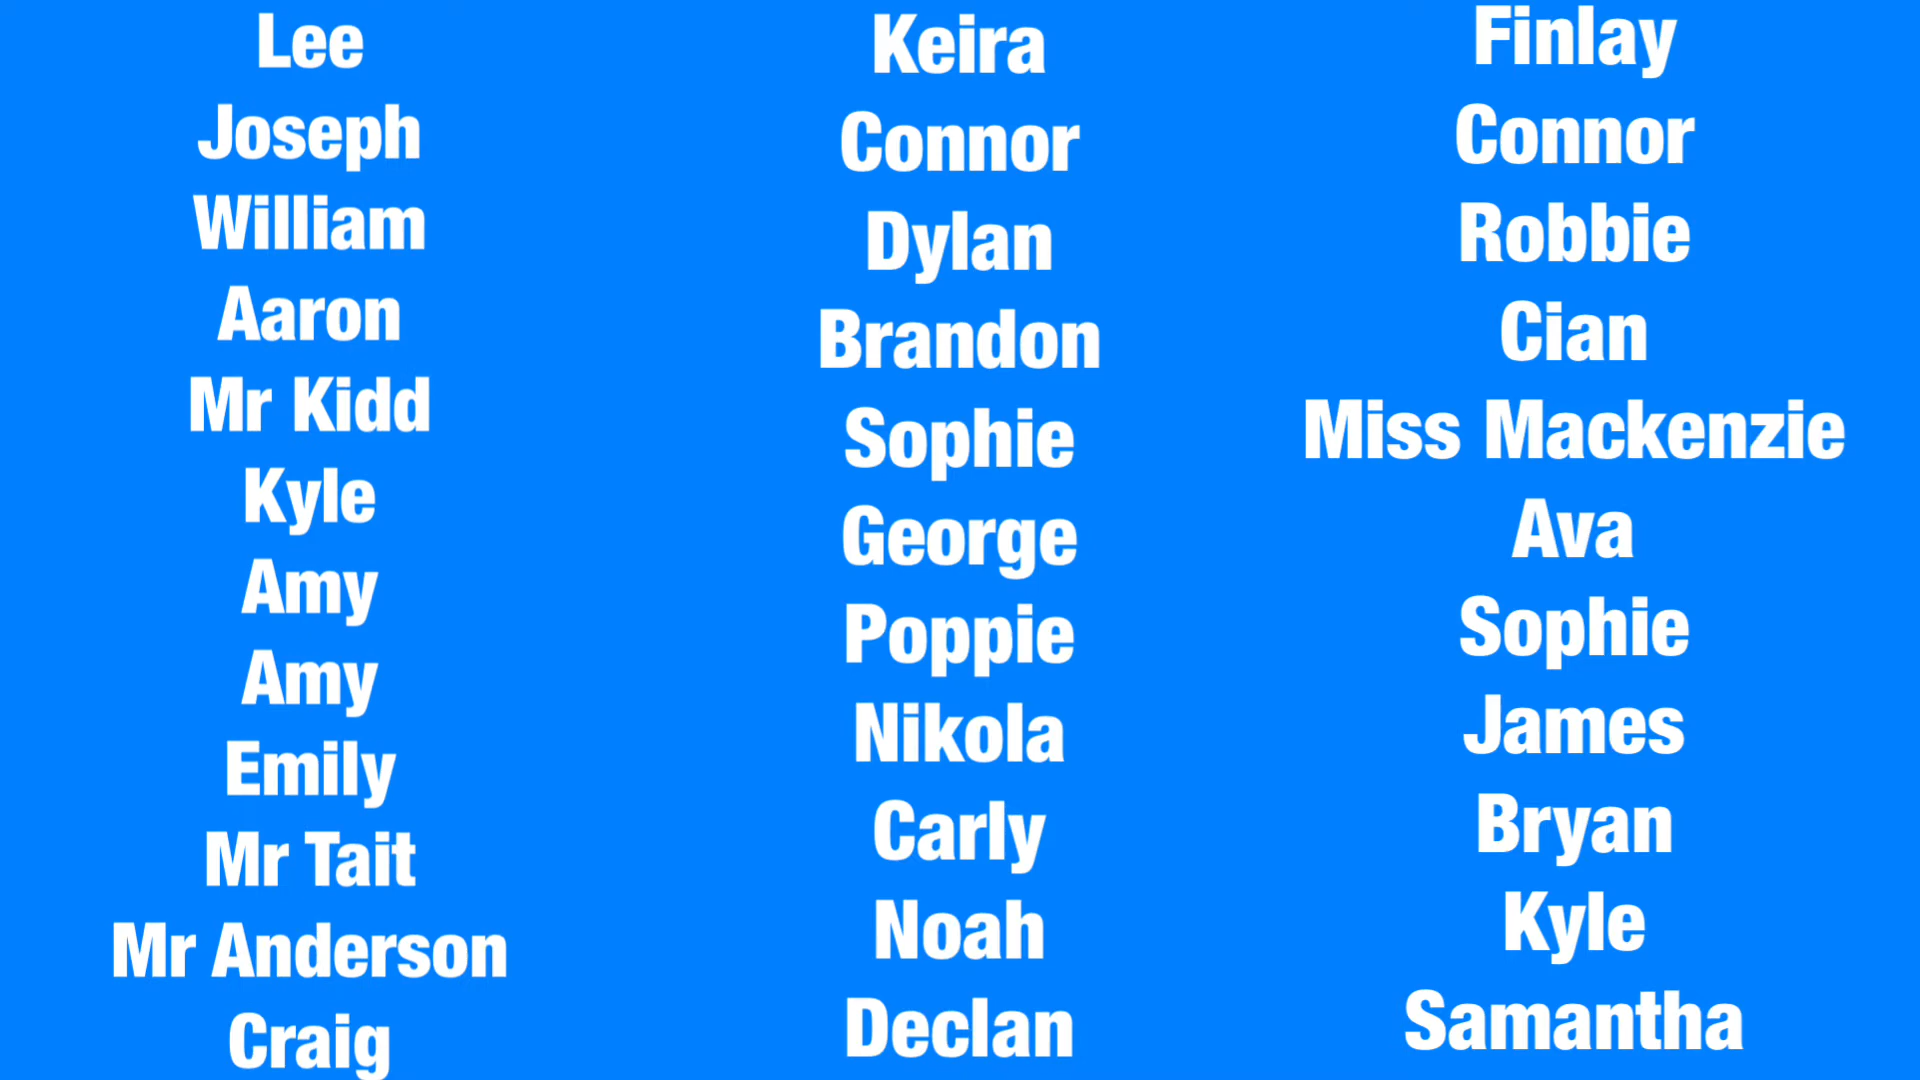 Lee
Joseph
William
Aaron
Mr Kidd
Kyle
Amy
Amy
Emily
Mr Tait
Mr Anderson
Craig
Keira
Connor
Dylan
Brandon
Sophie
George
Poppie
Nikola
Carly
Noah
Declan
Finlay
Connor
Robbie
Cian
Miss Mackenzie
Ava
Sophie
James
Bryan
Kyle
Samantha